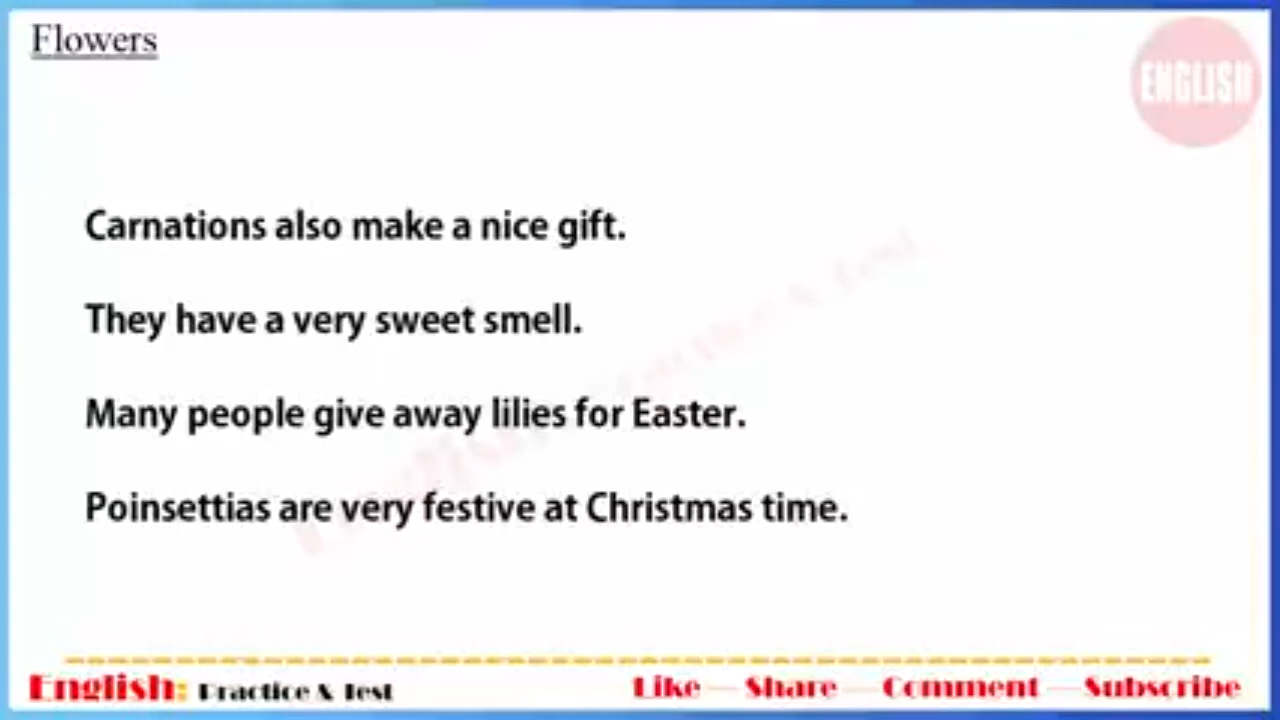 Flowers
ENGLISH
Carnations also make a nice gift.
They have a very sweet smell.
Many people give away lilies for Easter.
Poinsettias are very festive at Christmas time.
English: Practice & Test
Like — Share — Comment — Subscribe